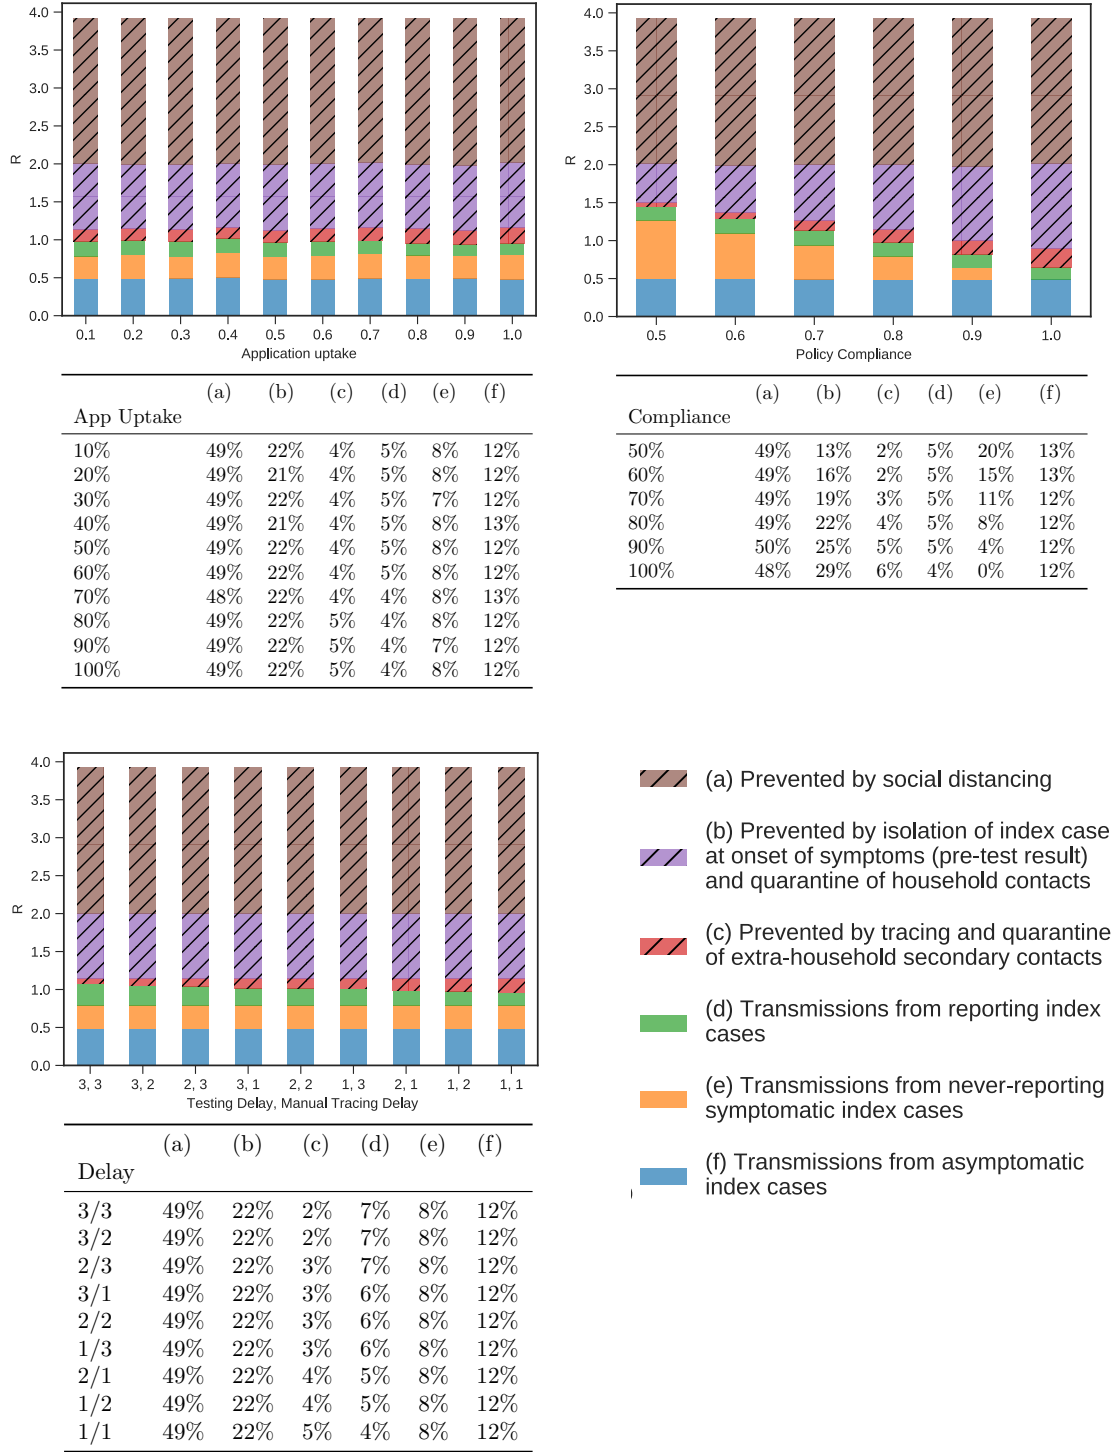 4.0
3.5
3.0
2.5
2.0
1.5
1.0
0.5
0.0
R
0.1 0.2 0.3 0.4 0.5 0.6 0.7 0.8 0.9 1.0
Application uptake
(a) (b) (c) (d) (e) (f)
App Uptake
10% 49% 22% 4% 5% 8% 12%
20% 49% 21% 4% 5% 8% 12%
30% 49% 22% 4% 5% 7% 12%
40% 49% 21% 4% 5% 8% 13%
50% 49% 22% 4% 5% 8% 12%
60% 49% 22% 4% 5% 8% 12%
70% 48% 22% 4% 4% 8% 13%
80% 49% 22% 5% 4% 8% 12%
90% 49% 22% 5% 4% 7% 12%
100% 49% 22% 5% 4% 8% 12%
4.0
3.5
3.0
2.5
2.0
1.5
1.0
0.5
0.0
R
0.5 0.6 0.7 0.8 0.9 1.0
Policy Compliance
(a) (b) (c) (d) (e) (f)
Compliance
50% 49% 13% 2% 5% 20% 13%
60% 49% 16% 2% 5% 15% 13%
70% 49% 19% 3% 5% 11% 12%
80% 49% 22% 4% 5% 8% 12%
90% 50% 25% 5% 5% 4% 12%
100% 48% 29% 6% 4% 0% 12%
4.0
3.5
3.0
2.5
2.0
1.5
1.0
0.5
0.0
R
3, 3 3, 2 2, 3 3, 1 2, 2 1, 3 2, 1 1, 2 1, 1
Testing Delay, Manual Tracing Delay
(a) (b) (c) (d) (e) (f)
Delay
3/3 49% 22% 2% 7% 8% 12%
3/2 49% 22% 2% 7% 8% 12%
2/3 49% 22% 3% 7% 8% 12%
3/1 49% 22% 3% 6% 8% 12%
2/2 49% 22% 3% 6% 8% 12%
1/3 49% 22% 3% 6% 8% 12%
2/1 49% 22% 4% 5% 8% 12%
1/2 49% 22% 4% 5% 8% 12%
1/1 49% 22% 5% 4% 8% 12%
(a) Prevented by social distancing
(b) Prevented by isolation of index case
at onset of symptoms (pre-test result)
and quarantine of household contacts
(c) Prevented by tracing and quarantine
of extra-household secondary contacts
(d) Transmissions from reporting index
cases
(e) Transmissions from never-reporting
symptomatic index cases
(f) Transmissions from asymptomatic
index cases